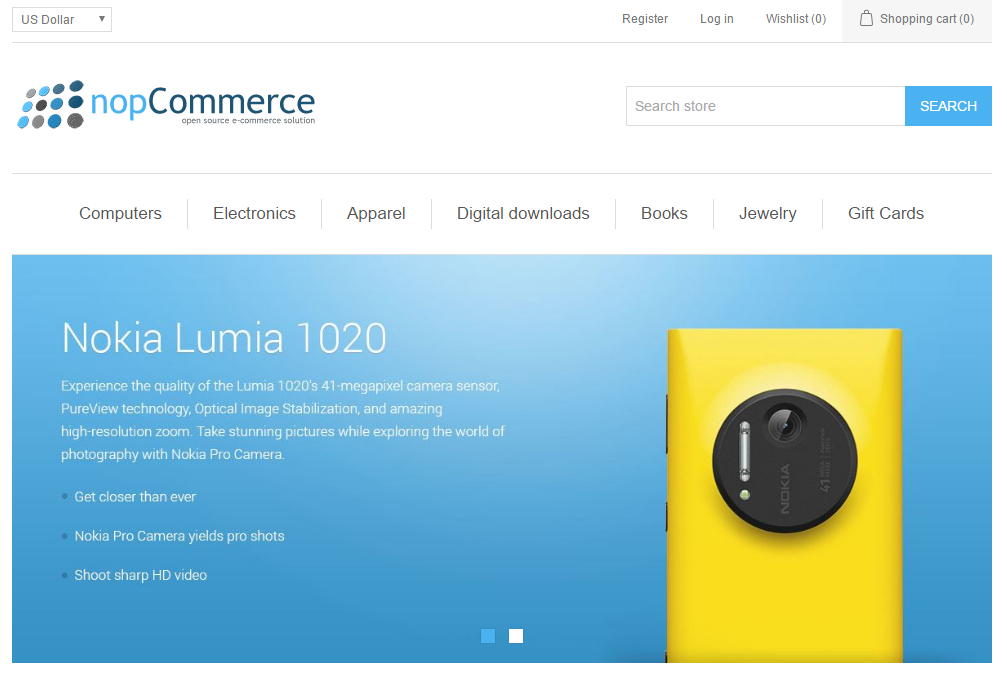 US Dollar
Register
Log in
Wishlist (0)
Shopping cart (0)
nopCommerce
open source e-commerce solution
Search store
SEARCH
Computers
Electronics
Apparel
Digital downloads
Books
Jewelry
Gift Cards
Nokia Lumia 1020
Experience the quality of the Lumia 1020's 41-megapixel camera sensor,
PureView technology, Optical Image Stabilization, and amazing
high-resolution zoom. Take stunning pictures while exploring the world of
photography with Nokia Pro Camera.
Get closer than ever
Nokia Pro Camera yields pro shots
Shoot sharp HD video
NOKIA
41